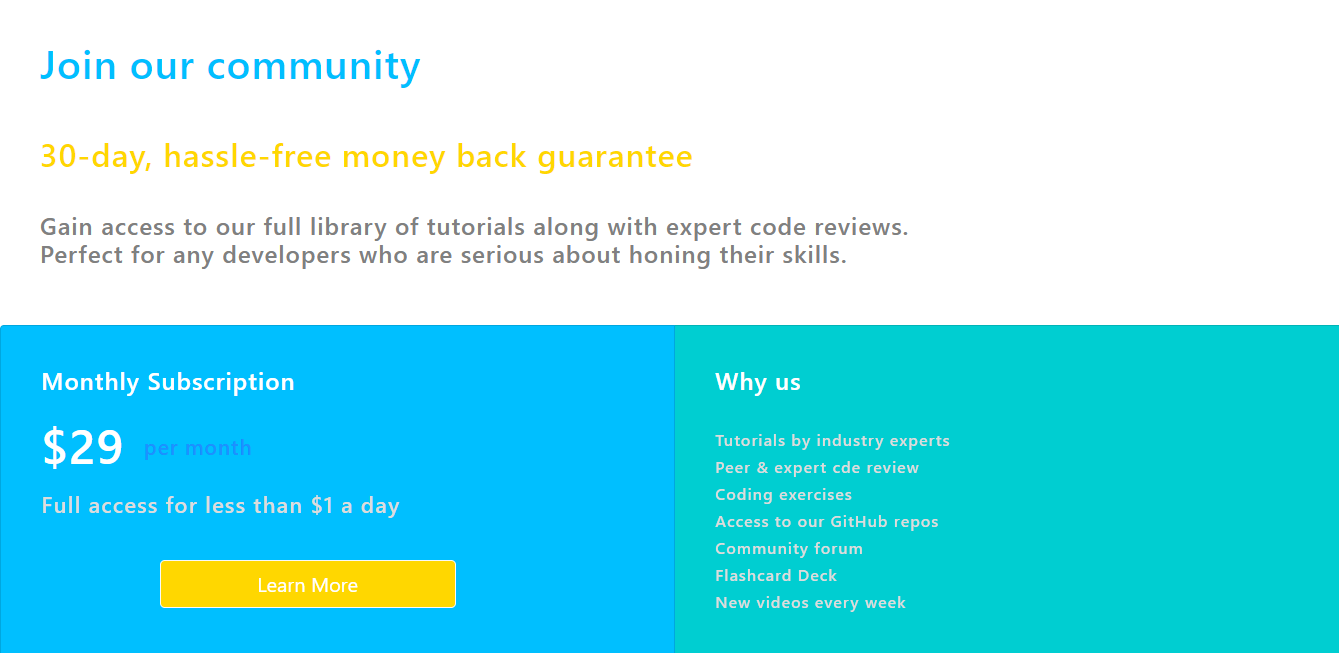 Join our community
30-day, hassle-free money back guarantee
Gain access to our full library of tutorials along with expert code reviews.
Perfect for any developers who are serious about honing their skills.
Monthly Subscription
$29 per month
Full access for less than $1 a day
Learn More
Why us
Tutorials by industry experts
Peer & expert cde review
Coding exercises
Access to our GitHub repos
Community forum
Flashcard Deck
New videos every week